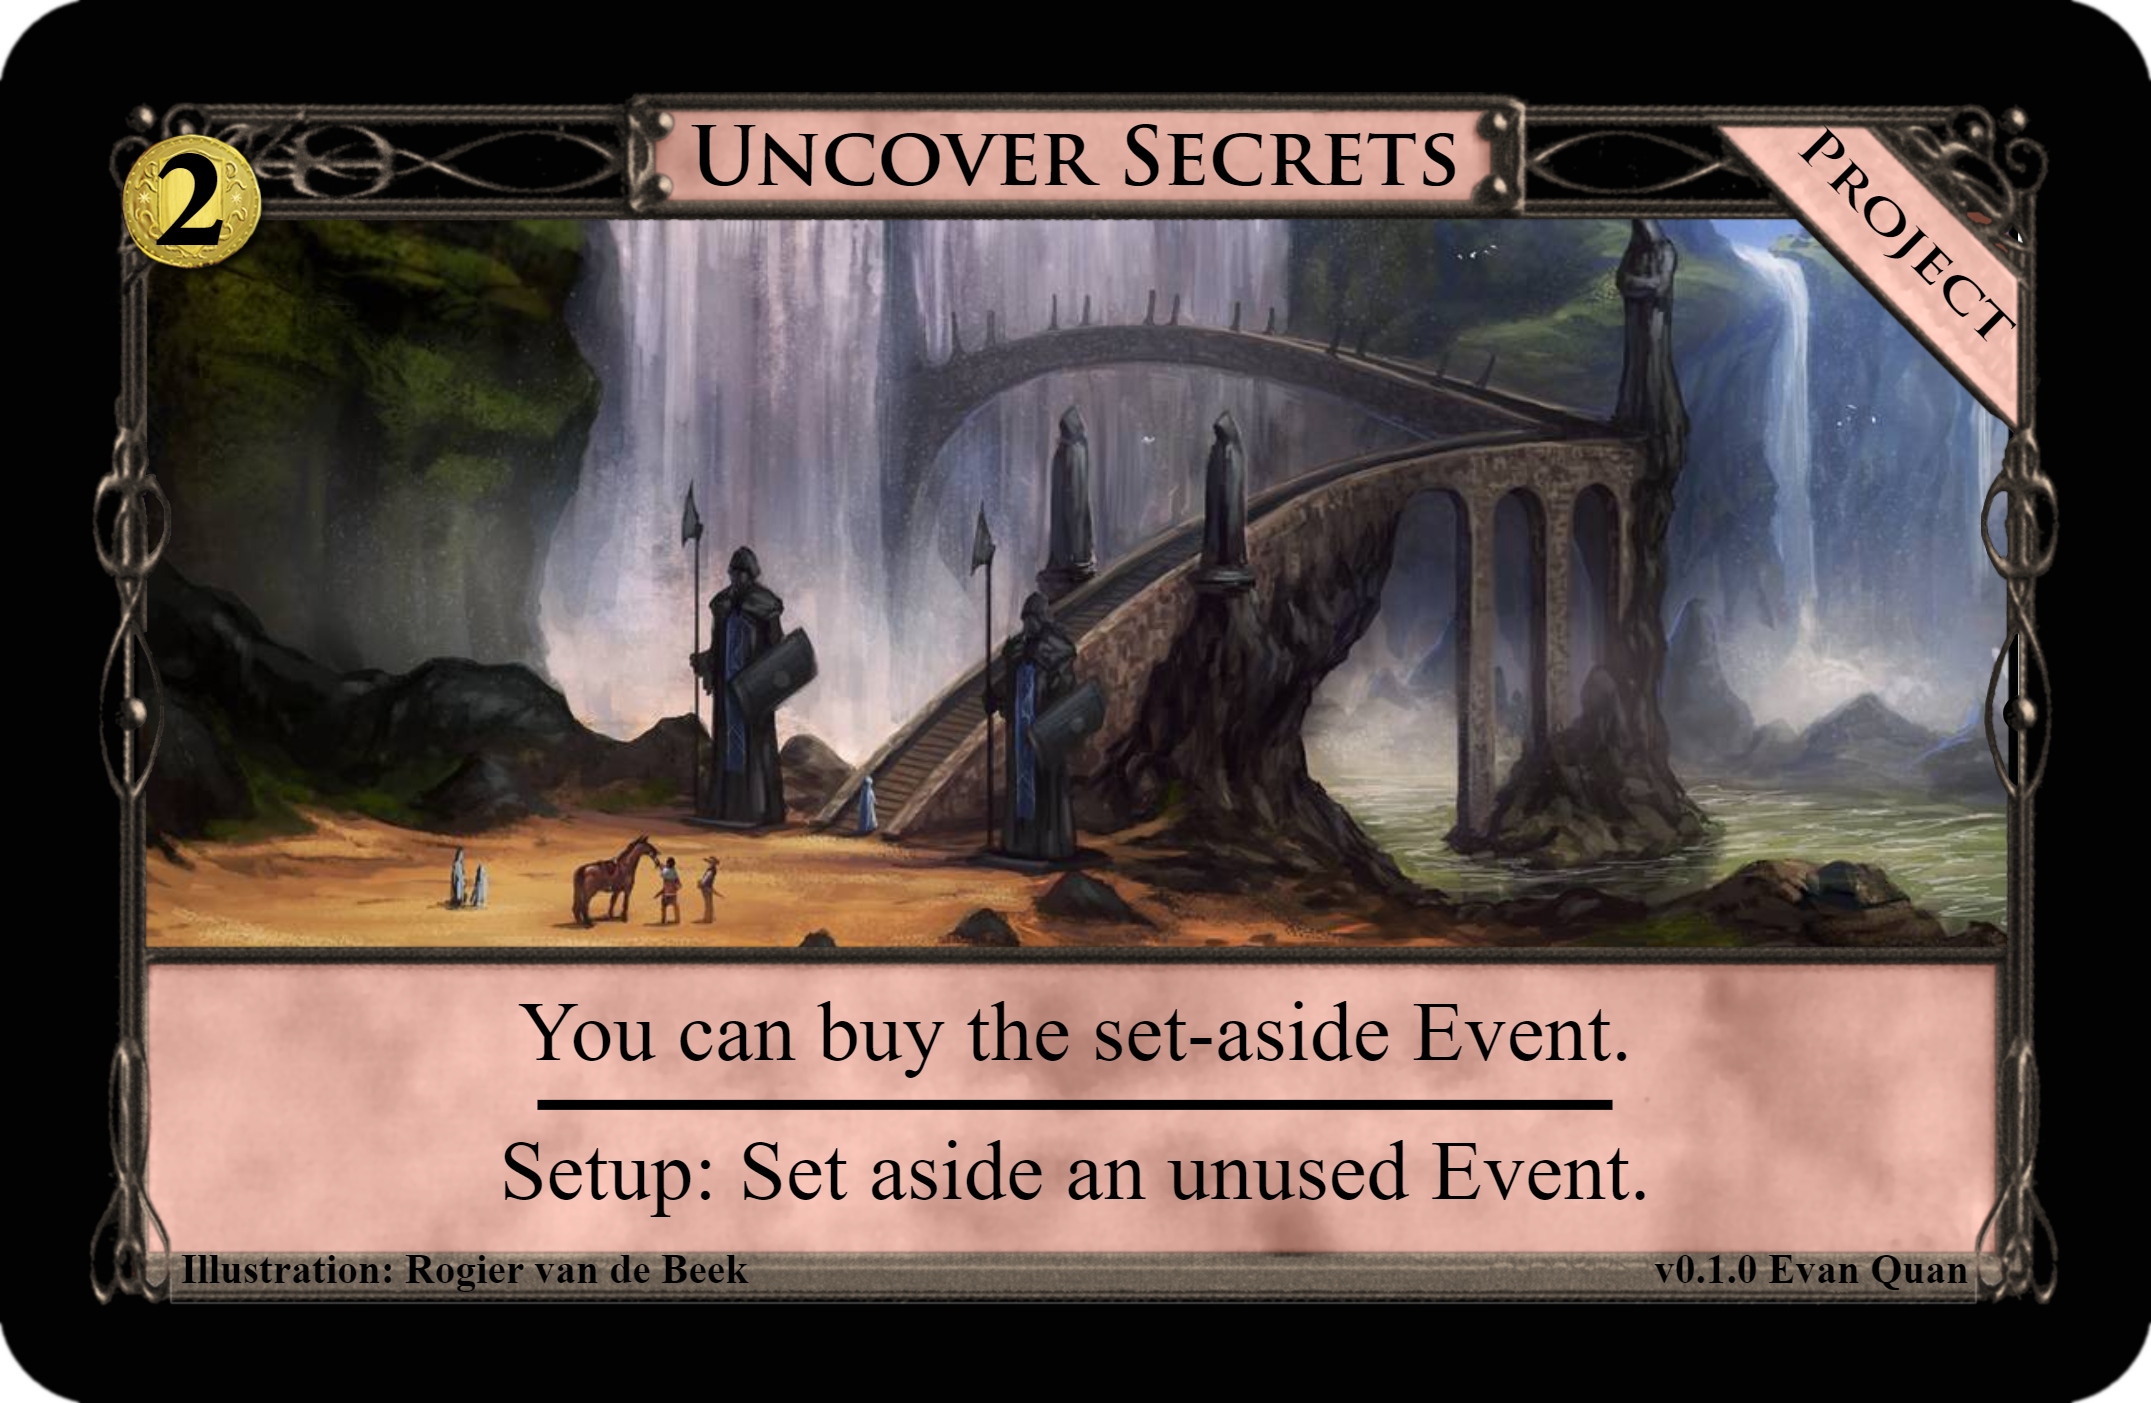 2
UNCOVER SECRETS
PROJECT
You can buy the set-aside Event.
Setup: Set aside an unused Event.
Illustration: Rogier van de Beek
v0.1.0 Evan Quan